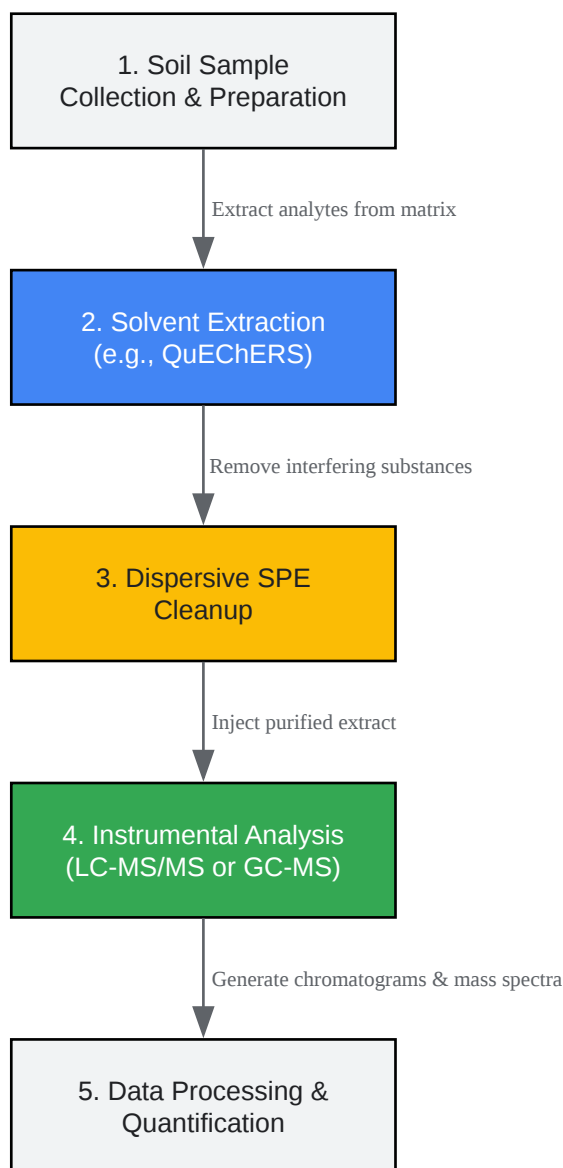 1. Soil Sample
Collection & Preparation
Extract analytes from matrix
2. Solvent Extraction
(e.g., QuEChERS)
Remove interfering substances
3. Dispersive SPE
Cleanup
Inject purified extract
4. Instrumental Analysis
(LC-MS/MS or GC-MS)
Generate chromatograms & mass spectra
5. Data Processing &
Quantification